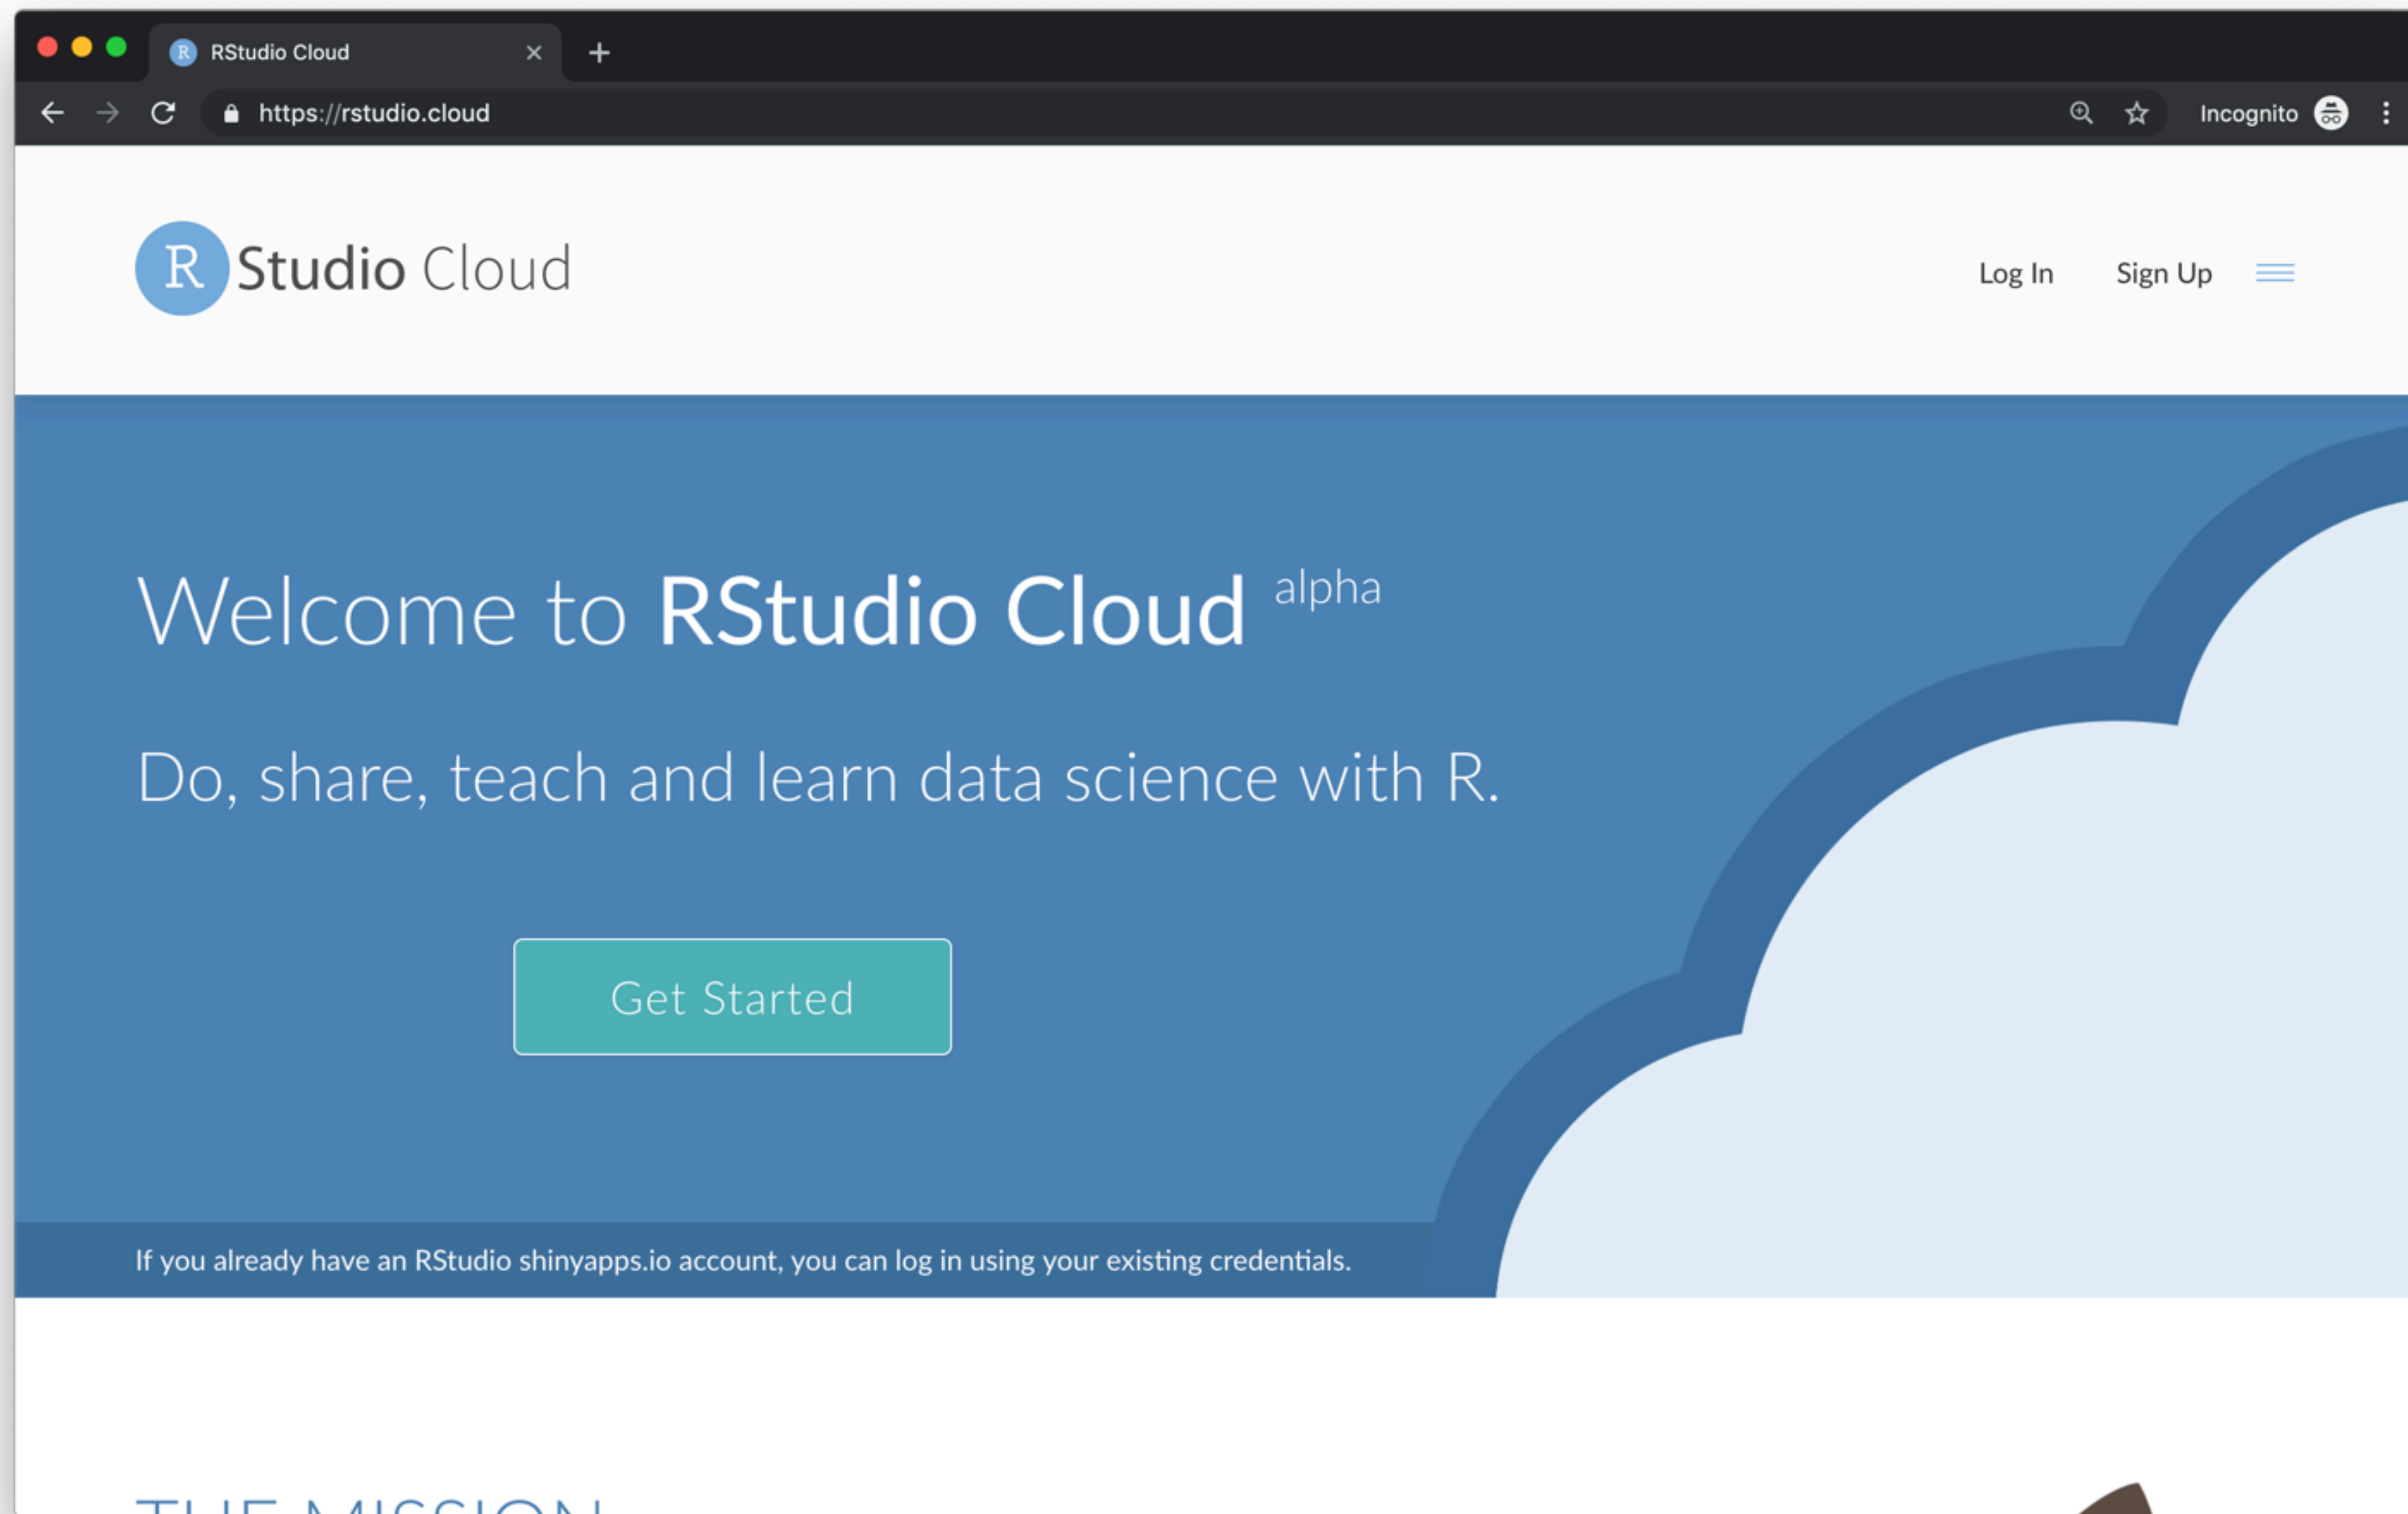 RStudio Cloud
https://rstudio.cloud
Incognito
R Studio Cloud
Log In
Sign Up
Welcome to RStudio Cloud alpha
Do, share, teach and learn data science with R.
Get Started
If you already have an RStudio shinyapps.io account, you can log in using your existing credentials.
THE MISSION